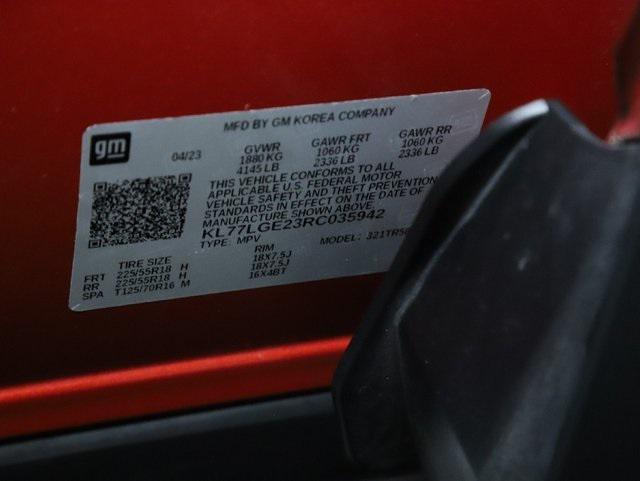 MFD BY GM KOREA COMPANY
gm
04/23
GVWR GAWR FRT GAWR RR
1880 KG 1060 KG 1060 KG
4145 LB 2336 LB 2336 LB
THIS VEHICLE CONFORMS TO ALL
APPLICABLE U.S. FEDERAL MOTOR
VEHICLE SAFETY AND THEFT PREVENTION
STANDARDS IN EFFECT ON THE DATE OF
MANUFACTURE SHOWN ABOVE.
KL77LGE23RC035942
TYPE: MPV MODEL:
TIRE SIZE RIM
FRT 225/55R18 H 18X7.5J
RR 225/55R18 H 18X7.5J
SPA T125/70R16 M 16X4BT